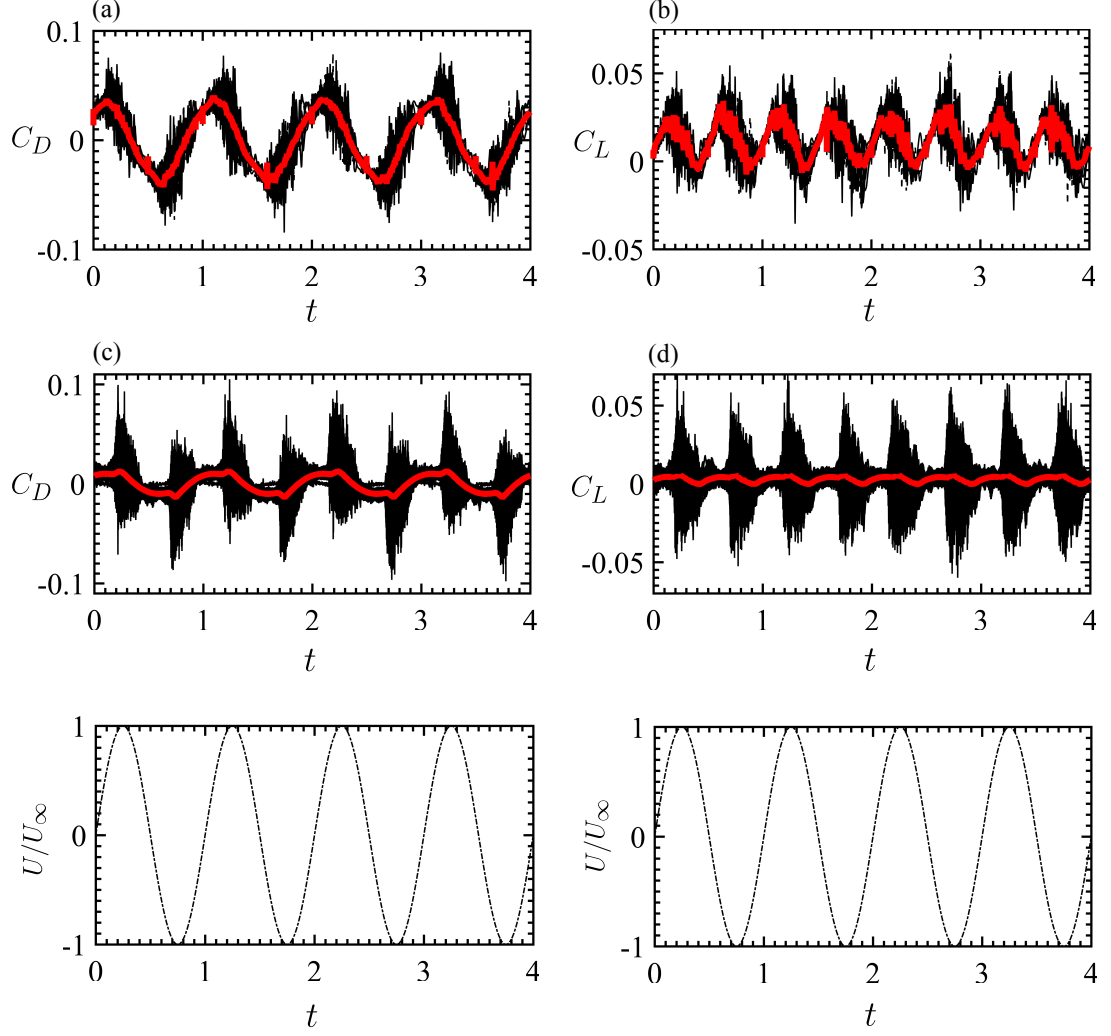 (a) (b)
0.1
0.05
C_D 0
C_L 0
-0.1 -0.05
0 1 2 3 4 0 1 2 3 4
t t
(c) (d)
0.1
0.05
C_D 0 C_L 0
-0.05
-0.1
0 1 2 3 4 0 1 2 3 4
t t
1 1
U/U∞ 0 U/U∞ 0
-1 -1
0 1 2 3 4 0 1 2 3 4
t t